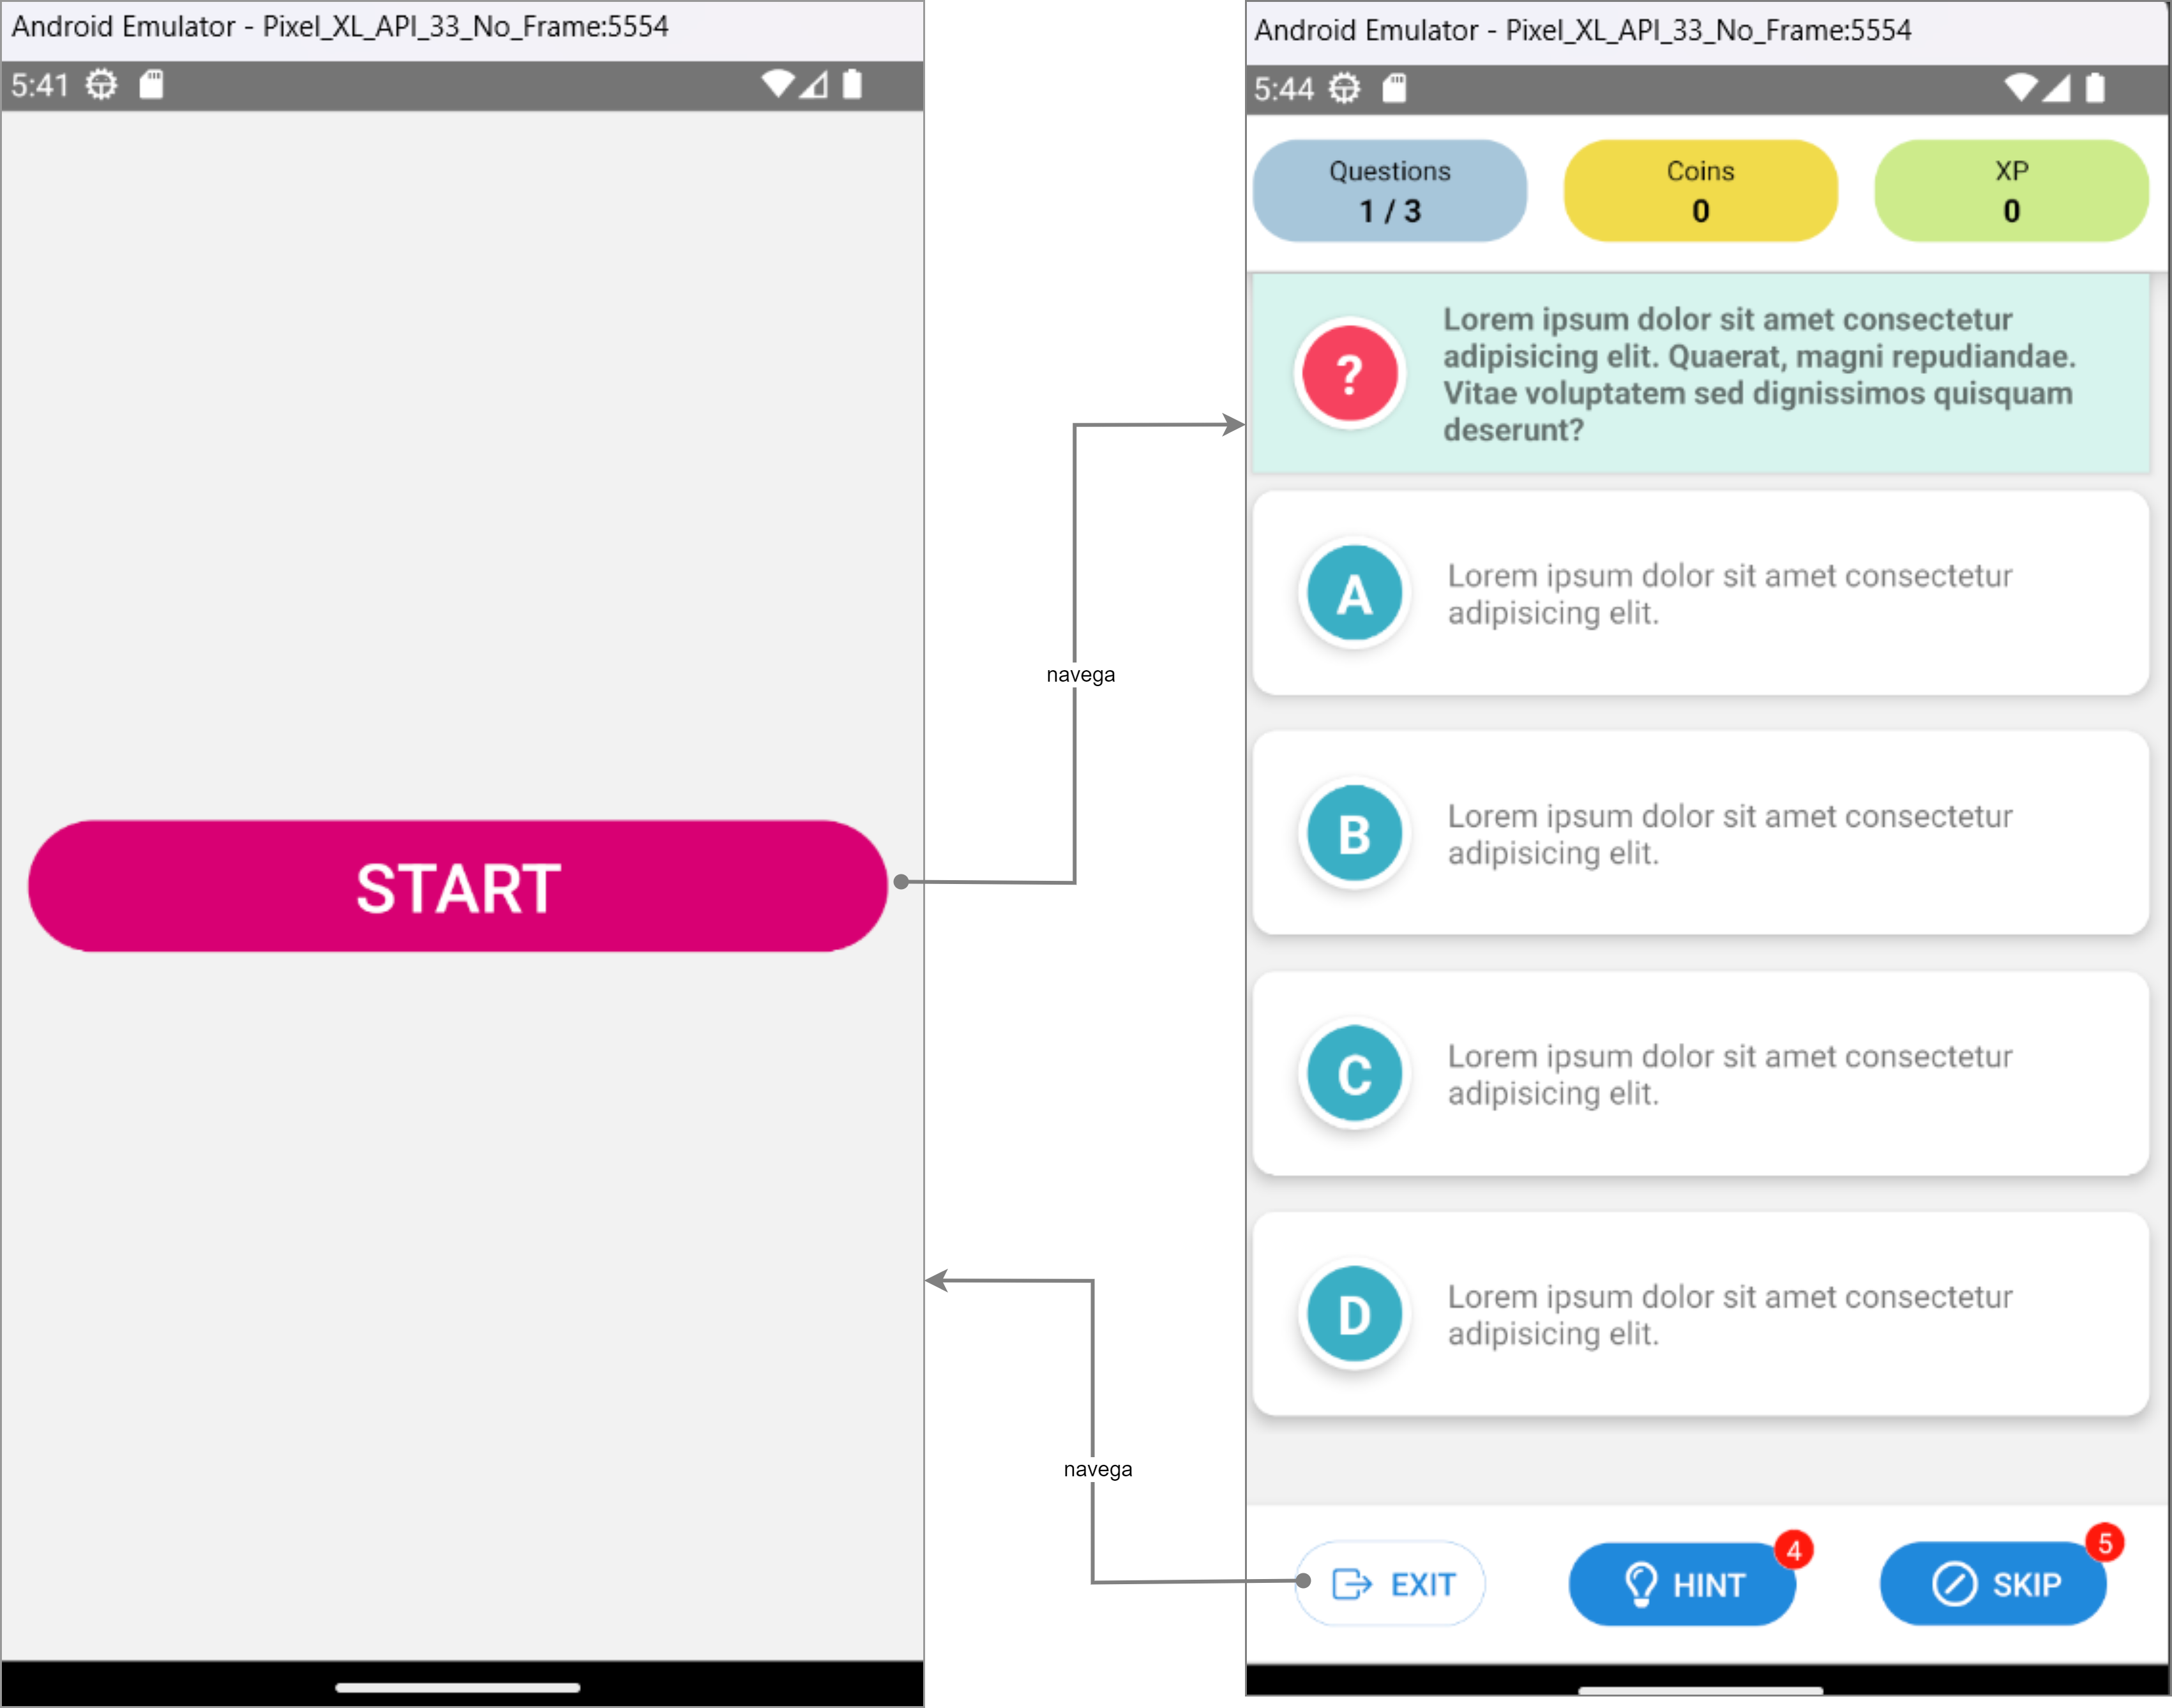 Android Emulator - Pixel_XL_API_33_No_Frame:5554
5:41
START
navega
navega
Android Emulator - Pixel_XL_API_33_No_Frame:5554
5:44
Questions
1 / 3
Coins
0
XP
0
?
Lorem ipsum dolor sit amet consectetur
adipisicing elit. Quaerat, magni repudiandae.
Vitae voluptatem sed dignissimos quisquam
deserunt?
A
Lorem ipsum dolor sit amet consectetur
adipisicing elit.
B
Lorem ipsum dolor sit amet consectetur
adipisicing elit.
C
Lorem ipsum dolor sit amet consectetur
adipisicing elit.
D
Lorem ipsum dolor sit amet consectetur
adipisicing elit.
EXIT
HINT
4
SKIP
5